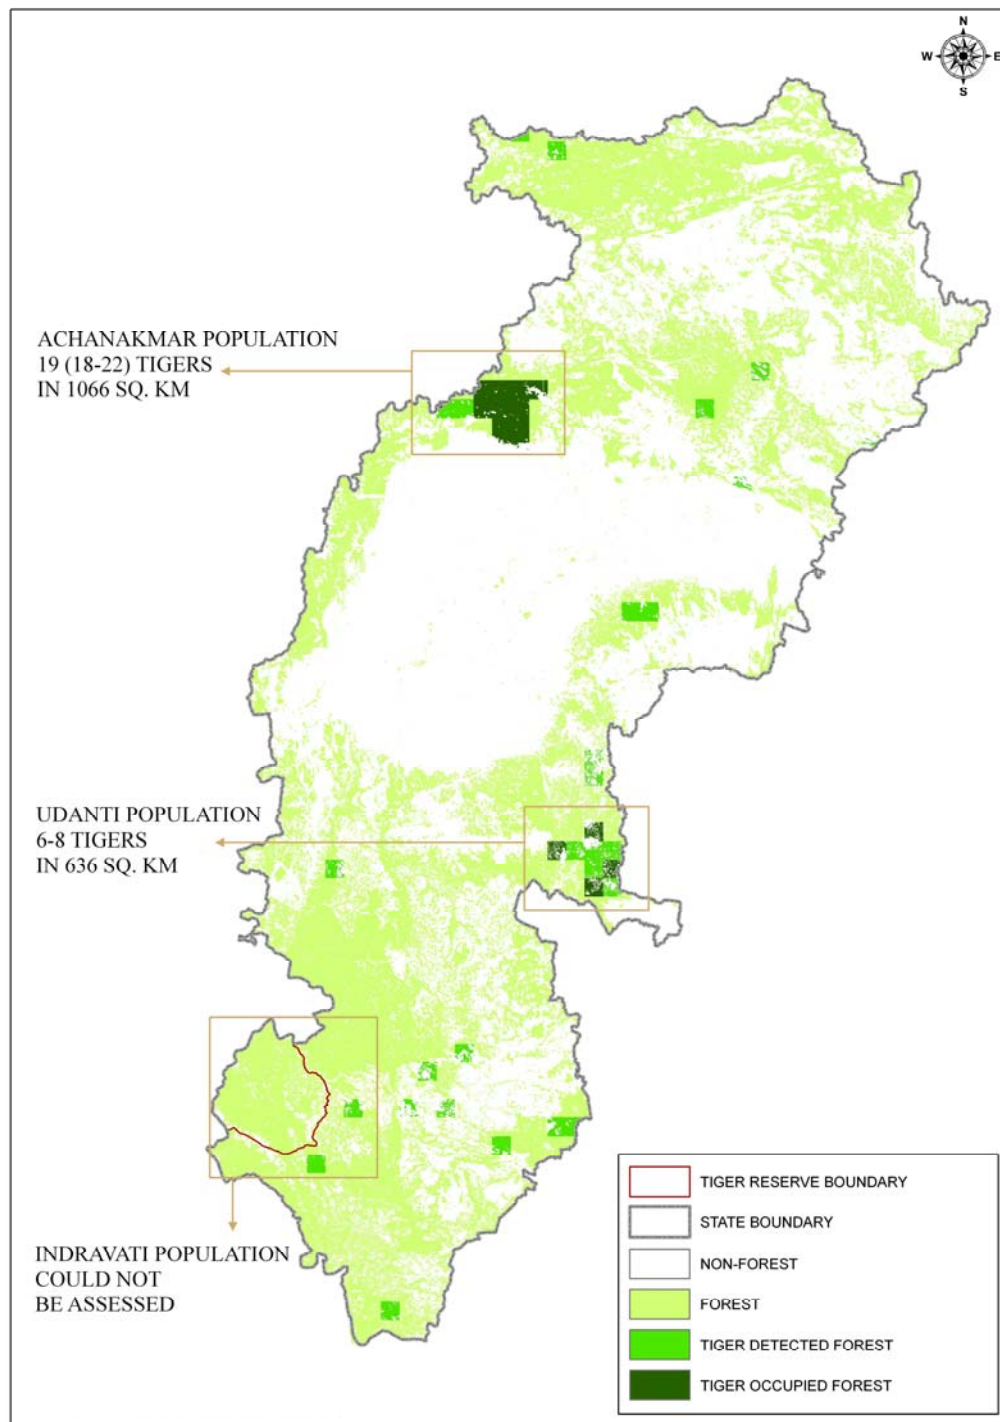 N
W E
S
ACHANAKMAR POPULATION
19 (18-22) TIGERS
IN 1066 SQ. KM
UDANTI POPULATION
6-8 TIGERS
IN 636 SQ. KM
INDRAVATI POPULATION
COULD NOT
BE ASSESSED
TIGER RESERVE BOUNDARY
STATE BOUNDARY
NON-FOREST
FOREST
TIGER DETECTED FOREST
TIGER OCCUPIED FOREST